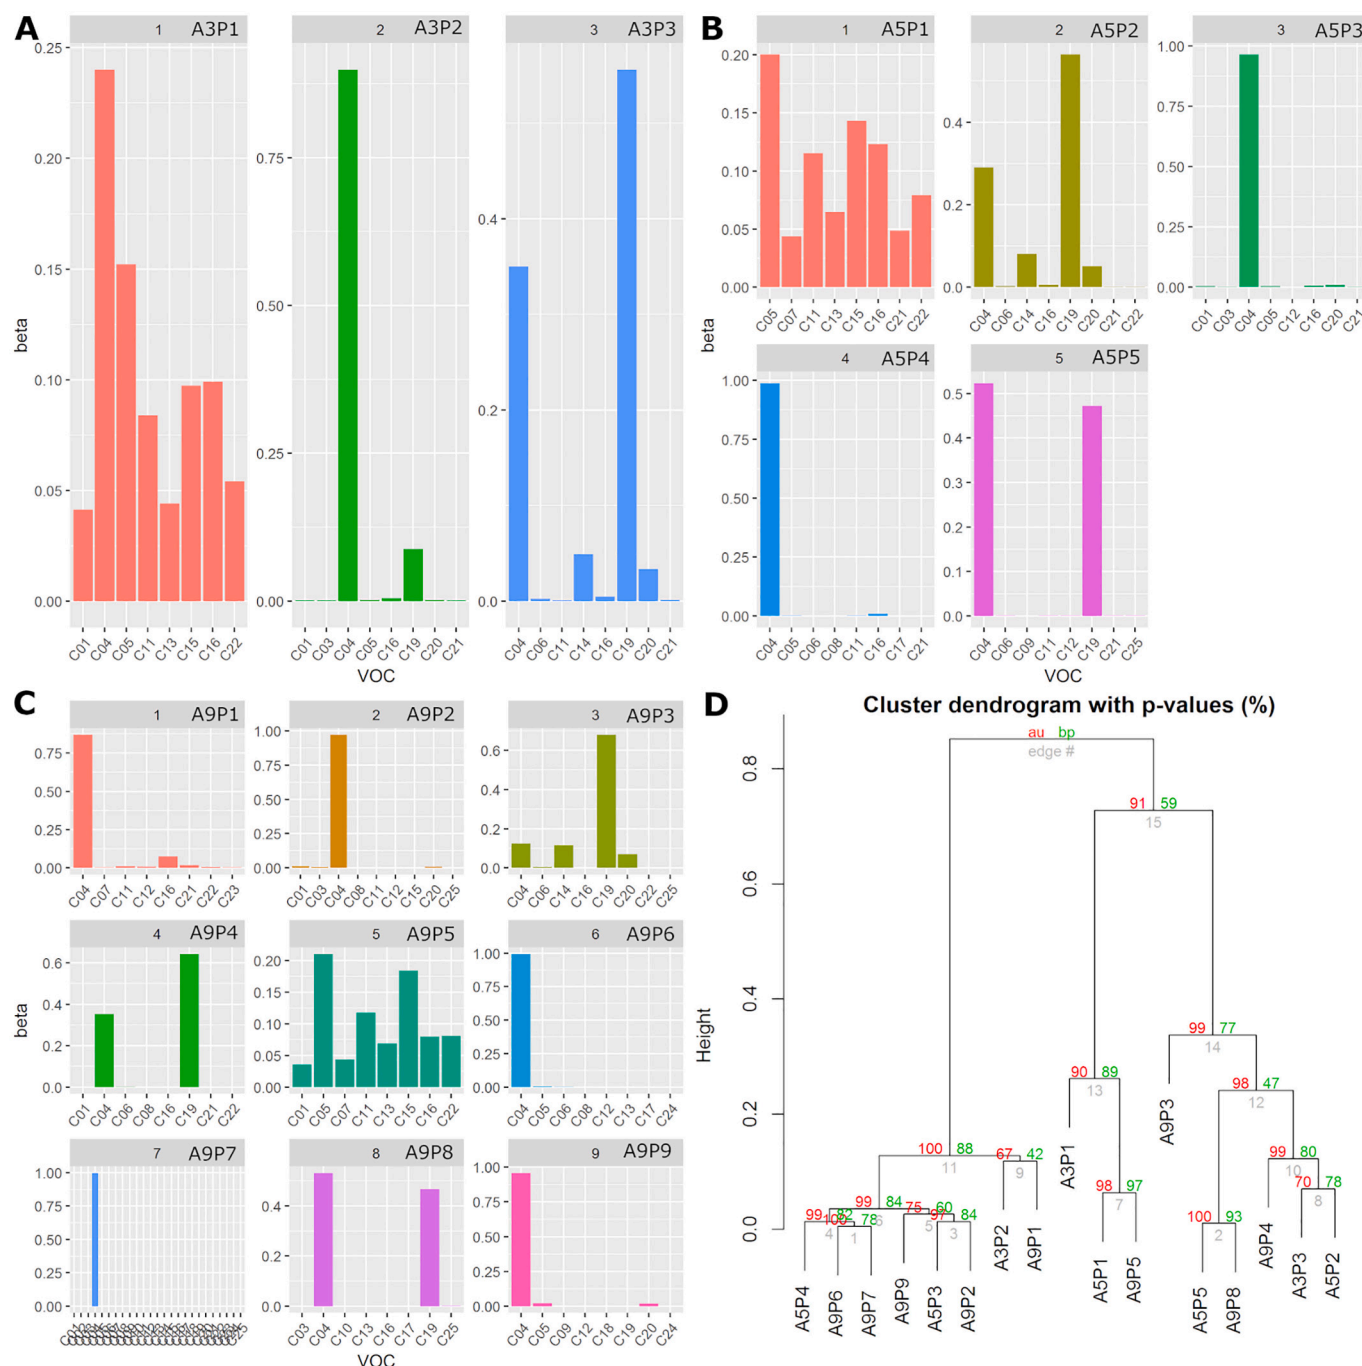 A
1 A3P1
2 A3P2
3 A3P3
0.25
0.20
0.15
0.10
0.05
0.00
0.75
0.50
0.25
0.00
0.4
0.2
0.0
beta
C01 C04 C05 C11 C13 C15 C16 C22
C01 C03 C04 C05 C16 C19 C20 C21
C04 C06 C11 C14 C16 C19 C20 C21
VOC
B
1 A5P1
2 A5P2
3 A5P3
0.20
0.15
0.10
0.05
0.00
0.4
0.2
0.0
1.00
0.75
0.50
0.25
0.00
C05 C07 C11 C13 C15 C16 C21 C22
C04 C06 C14 C16 C19 C20 C21 C22
C01 C03 C04 C05 C12 C16 C20 C21
beta
4 A5P4
5 A5P5
1.00
0.75
0.50
0.25
0.00
0.5
0.4
0.3
0.2
0.1
0.0
C04 C05 C06 C08 C11 C16 C17 C21
C04 C06 C09 C11 C12 C19 C21 C25
VOC
C
1 A9P1
2 A9P2
3 A9P3
0.75
0.50
0.25
0.00
1.00
0.75
0.50
0.25
0.00
0.6
0.4
0.2
0.0
C04 C07 C11 C12 C16 C21 C22 C23
C01 C03 C04 C08 C11 C12 C20 C25
C04 C06 C14 C16 C19 C20 C22 C25
4 A9P4
5 A9P5
6 A9P6
0.6
0.4
0.2
0.0
0.20
0.15
0.10
0.05
0.00
1.00
0.75
0.50
0.25
0.00
beta
C01 C04 C06 C08 C16 C19 C21 C22
C01 C05 C07 C11 C13 C15 C16 C22
C04 C05 C06 C08 C12 C13 C17 C24
7 A9P7
8 A9P8
9 A9P9
1.00
0.75
0.50
0.25
0.00
0.4
0.2
0.0
1.00
0.75
0.50
0.25
0.00
C01 C25
C03 C04 C10 C12 C16 C17 C19 C25
C04 C05 C09 C12 C13 C16 C20 C24
VOC
D
Cluster dendrogram with p-values (%)
au bp
edge #
Height
0.8
0.6
0.4
0.2
0.0
91 59
15
99 77
14
90 89
13
98 47
12
100 88
11
67 42
9
99 80
10
70 78
8
98 97
7
99 84
6
75 60
5
99 82
4
97 84
3
100 93
2
100 78
1
A5P4
A9P6
A9P7
A9P9
A5P3
A9P2
A3P2
A9P1
A3P1
A5P1
A9P5
A9P3
A5P5
A9P8
A9P4
A3P3
A5P2